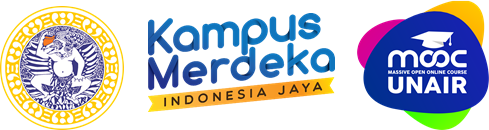 Kampus
Merdeka
INDONESIA JAYA
mooc
MASSIVE OPEN ONLINE COURSE
UNAIR